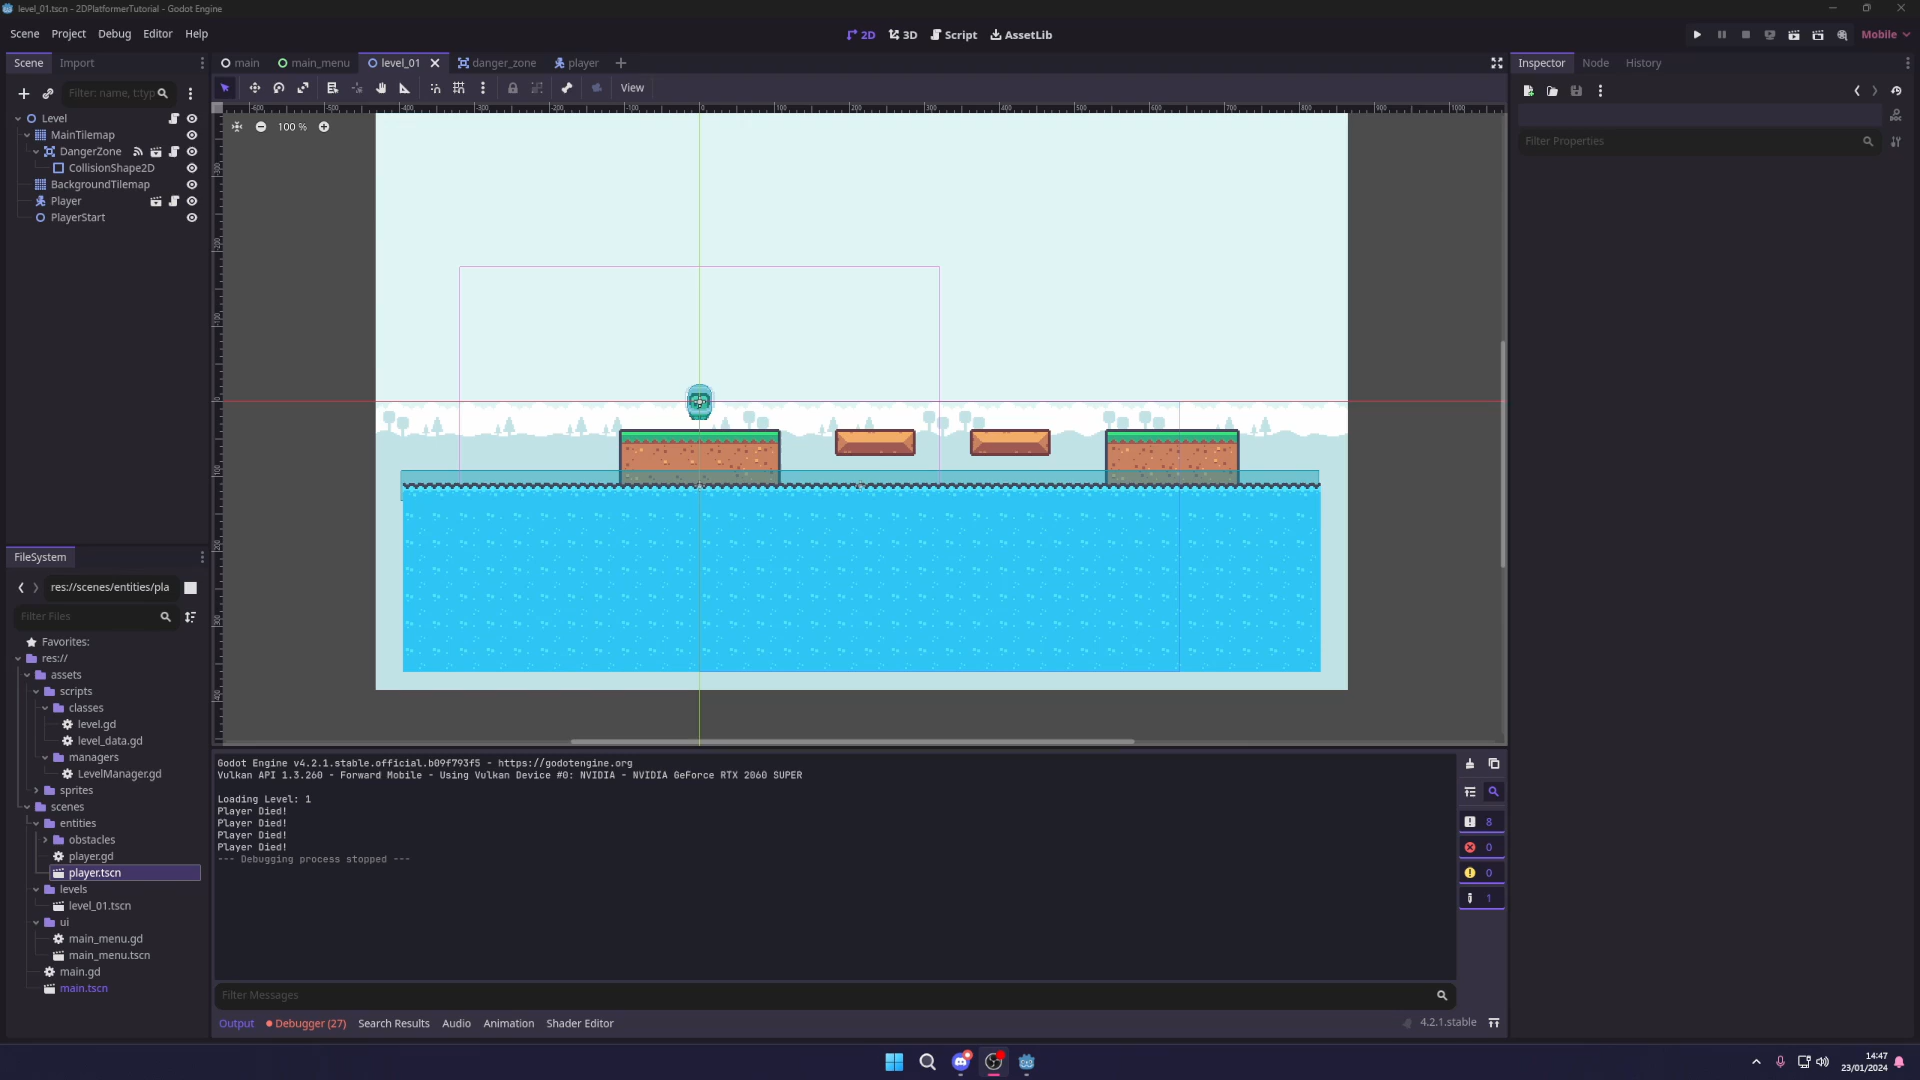 level_01.tscn - 2DPlatformerTutorial - Godot Engine
Scene Project Debug Editor Help
2D 3D Script AssetLib
Mobile
Scene Import
main main_menu level_01 danger_zone player
Inspector Node History
Filter: name, t:typ
View
100 %
Filter Properties
Level
MainTilemap
DangerZone
CollisionShape2D
BackgroundTilemap
Player
PlayerStart
FileSystem
res://scenes/entities/pla
Filter Files
Favorites:
res://
assets
scripts
classes
level.gd
level_data.gd
managers
LevelManager.gd
sprites
scenes
entities
obstacles
player.gd
player.tscn
levels
level_01.tscn
ui
main_menu.gd
main_menu.tscn
main.gd
main.tscn
Godot Engine v4.2.1.stable.official.b09f793f5 - https://godotengine.org
Vulkan API 1.3.260 - Forward Mobile - Using Vulkan Device #0: NVIDIA - NVIDIA GeForce RTX 2060 SUPER
Loading Level: 1
Player Died!
Player Died!
Player Died!
Player Died!
--- Debugging process stopped ---
8
0
0
1
Filter Messages
Output Debugger (27) Search Results Audio Animation Shader Editor
4.2.1.stable
14:47
23/01/2024